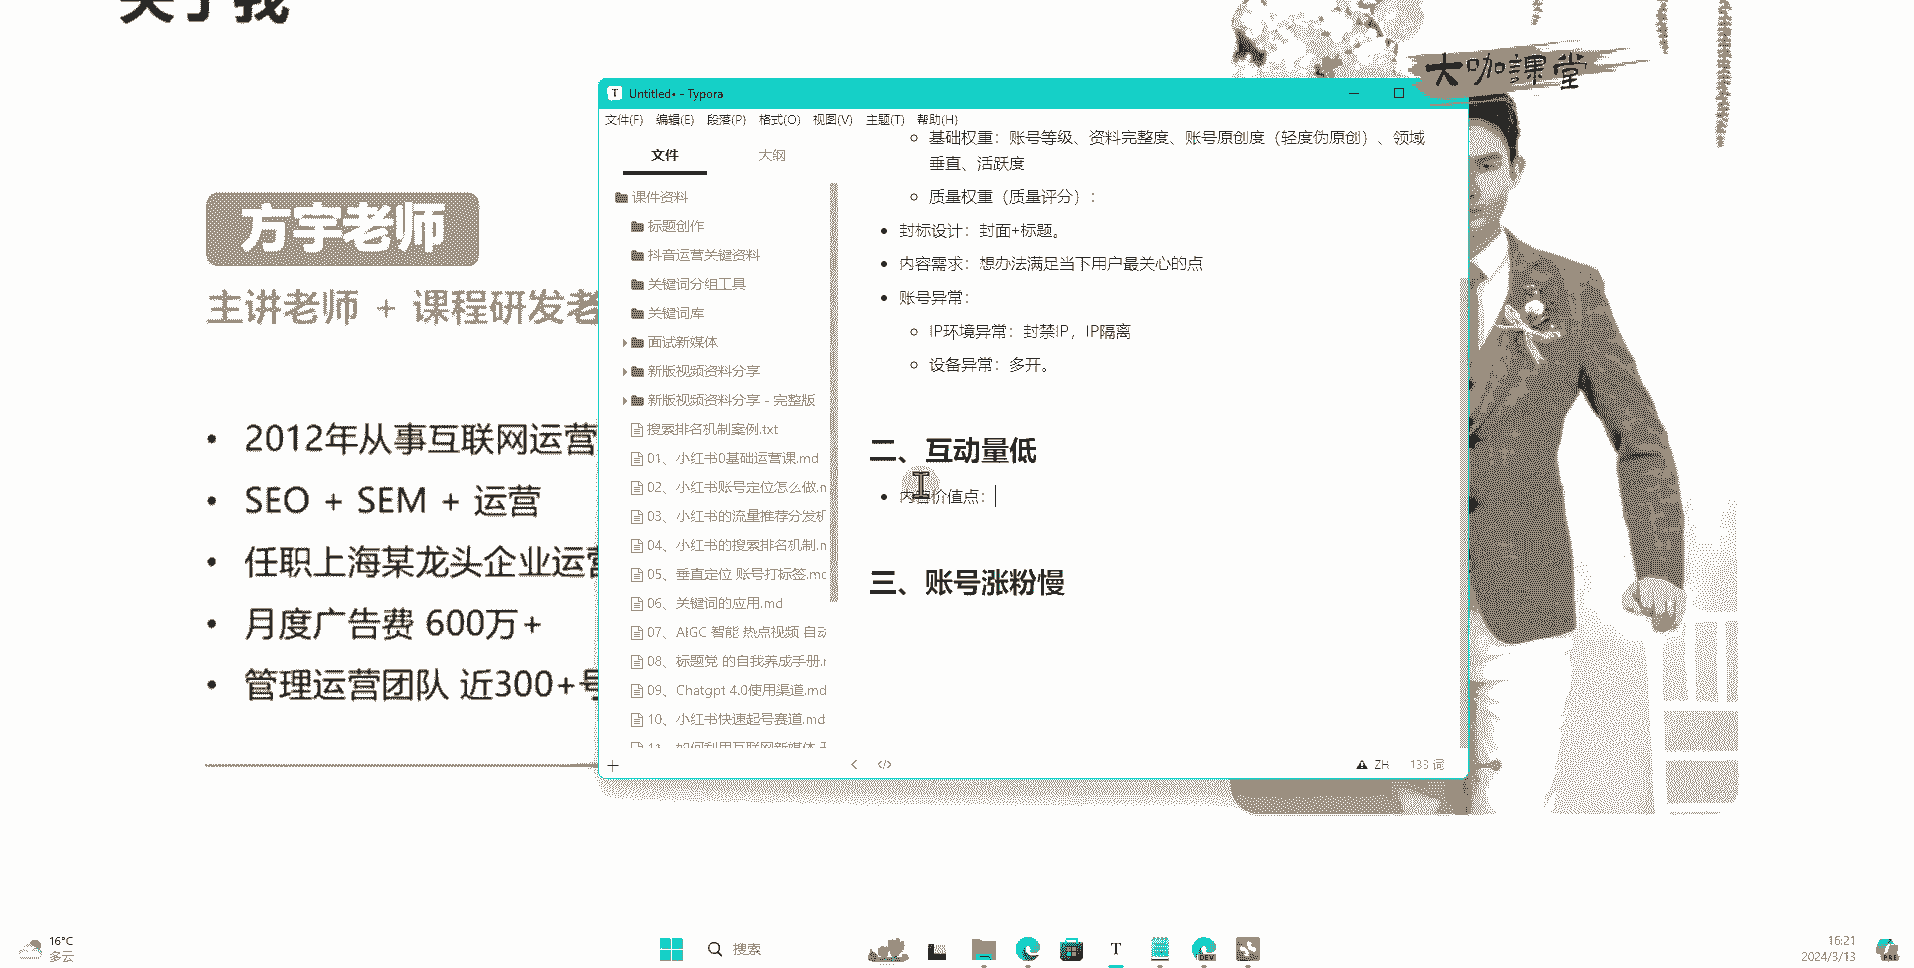 关于我
大咖課堂
方宇老师
主讲老师 + 课程研发老
2012年从事互联网运营
SEO + SEM + 运营
任职上海某龙头企业运营
月度广告费 600万+
管理运营团队 近300+号
Untitled• - Typora
文件(F) 编辑(E) 段落(P) 格式(O) 视图(V) 主题(T) 帮助(H)
文件 大纲
课件资料
标题创作
抖音运营关键资料
关键词分组工具
关键词库
面试新媒体
新版视频资料分享
新版视频资料分享 - 完整版
搜索排名机制案例.txt
01、小红书0基础运营课.md
02、小红书账号定位怎么做.n
03、小红书的流量推荐分发机
04、小红书的搜索排名机制.n
05、垂直定位 账号打标签.mc
06、关键词的应用.md
07、AIGC 智能 热点视频 自动
08、标题党 的自我养成手册.r
09、Chatgpt 4.0使用渠道.md
10、小红书快速起号赛道.md
11、如何利用互联网新媒体
基础权重：账号等级、资料完整度、账号原创度（轻度伪原创）、领域
垂直、活跃度
质量权重（质量评分）：
封标设计：封面+标题。
内容需求：想办法满足当下用户最关心的点
账号异常：
IP环境异常：封禁IP，IP隔离
设备异常：多开。
二、互动量低
内容价值点：
三、账号涨粉慢
</> ZH 133 词
16°C
多云
搜索
T
DEV
16:21
2024/3/13
PRE